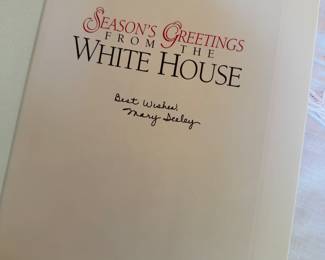 SEASON'S GREETINGS
FROM THE
WHITE HOUSE
Best Wishes!
Mary Seeley